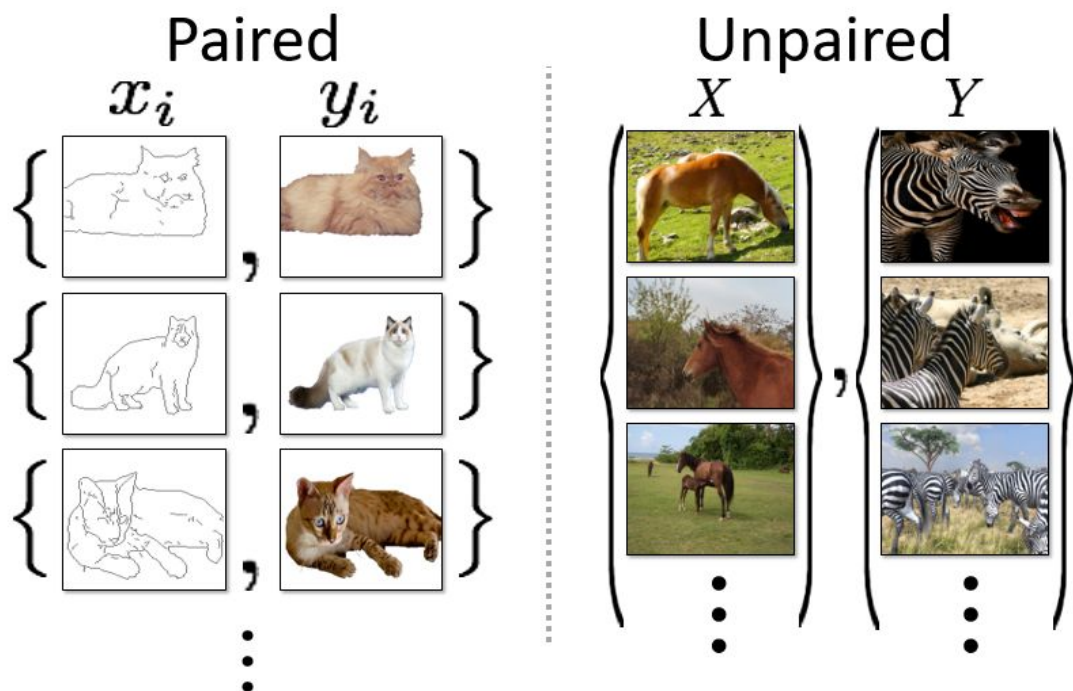 Paired
Unpaired
x_i
y_i
X
Y
{ , }
{ , }
{ , }
⋮
( ⋮ ) , ( ⋮ )